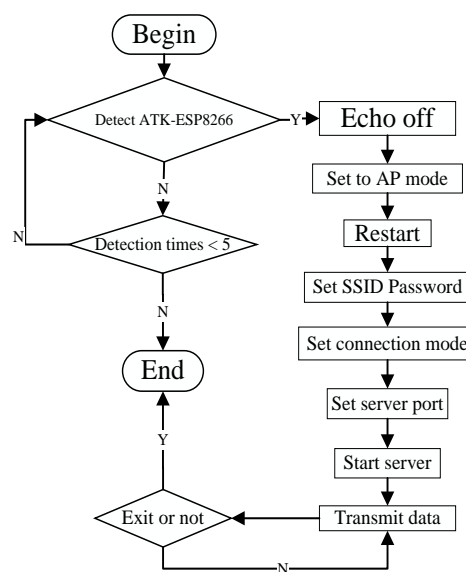 Begin
Detect ATK-ESP8266
Y
Echo off
N
Set to AP mode
N
Detection times < 5
Restart
N
Set SSID Password
End
Set connection mode
Set server port
Y
Start server
Exit or not
Transmit data
N